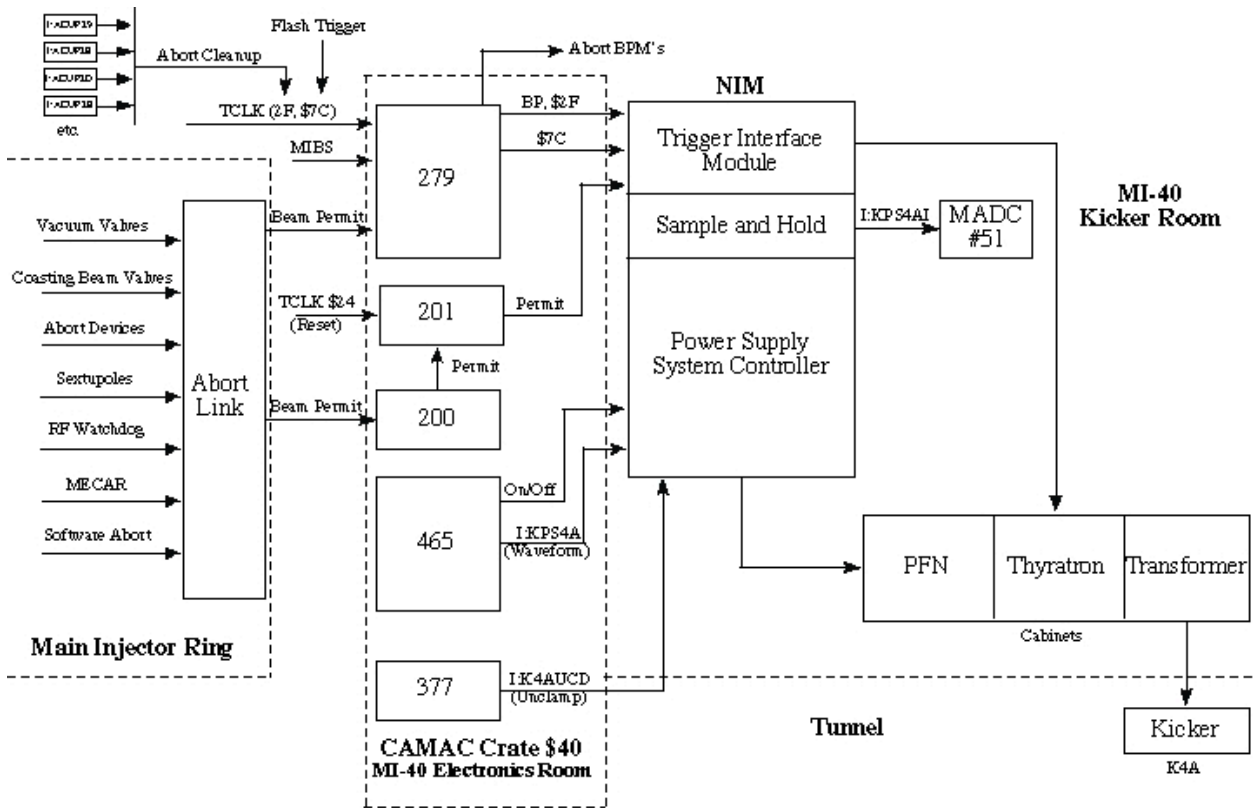 I:ACUP19
Flash Trigger
I:ACUP18
Abort Cleanup
Abort BPM's
I:ACUP18
etc.
TCLK (2F, $7C)
MIBS
279
BP, $2F
$7C
NIM
Trigger Interface
Module
Sample and Hold
I:KPS4AI
MADC
#51
MI-40
Kicker Room
Vacuum Valves
Coasting Beam Valves
Abort Devices
Sextupoles
RF Watchdog
MECAR
Software Abort
Abort
Link
Beam Permit
Beam Permit
TCLK $24
(Reset)
201
Permit
Permit
200
Power Supply
System Controller
465
On/Off
I:KPS4A
(Waveform)
PFN
Thyratron
Transformer
Cabinets
Main Injector Ring
377
I:K4AUCD
(Unclamp)
Tunnel
Kicker
K4A
CAMAC Crate $40
MI-40 Electronics Room